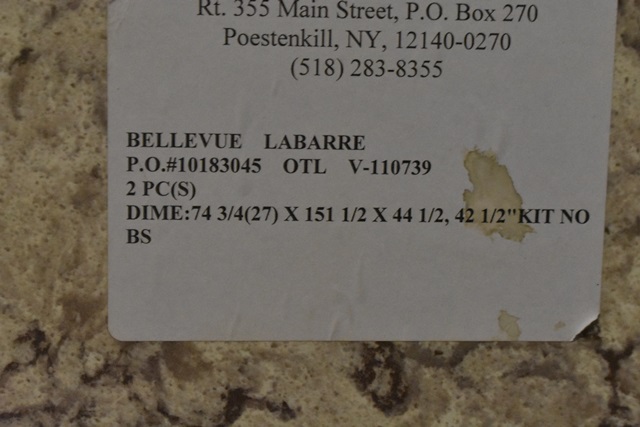 Rt. 355 Main Street, P.O. Box 270
Poestenkill, NY, 12140-0270
(518) 283-8355
BELLEVUE LABARRE
P.O.#10183045 OTL V-110739
2 PC(S)
DIME:74 3/4(27) X 151 1/2 X 44 1/2, 42 1/2"KIT NO
BS